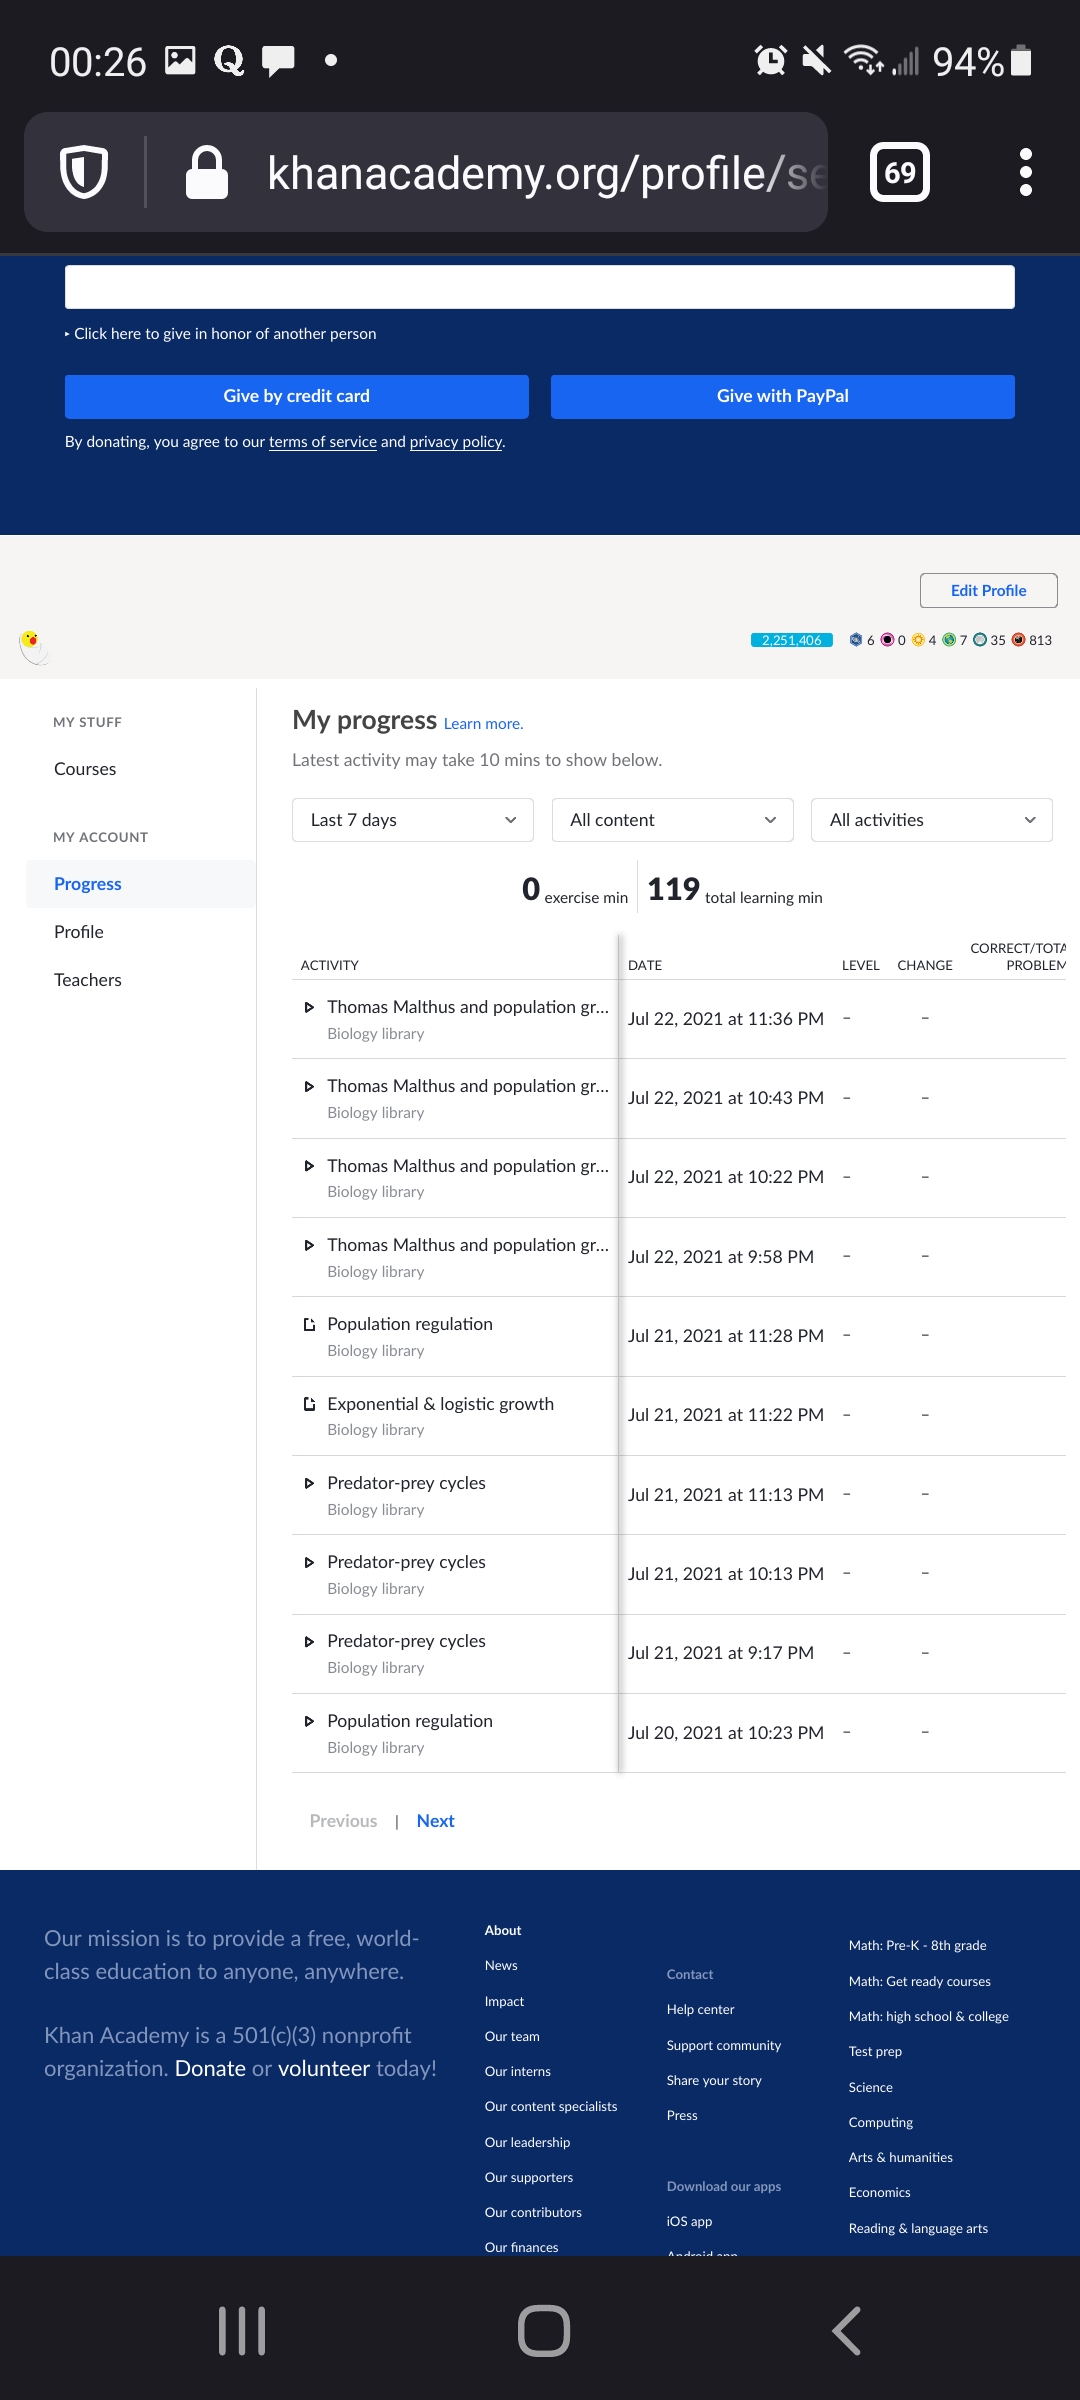 00:26
94%
khanacademy.org/profile/se
69
Click here to give in honor of another person
Give by credit card
Give with PayPal
By donating, you agree to our terms of service and privacy policy.
Edit Profile
2,251,406 6 0 4 7 35 813
MY STUFF
Courses
MY ACCOUNT
Progress
Profile
Teachers
My progress Learn more.
Latest activity may take 10 mins to show below.
Last 7 days
All content
All activities
0 exercise min
119 total learning min
ACTIVITY DATE LEVEL CHANGE CORRECT/TOTA
PROBLEM
Thomas Malthus and population gr... Jul 22, 2021 at 11:36 PM – –
Biology library
Thomas Malthus and population gr... Jul 22, 2021 at 10:43 PM – –
Biology library
Thomas Malthus and population gr... Jul 22, 2021 at 10:22 PM – –
Biology library
Thomas Malthus and population gr... Jul 22, 2021 at 9:58 PM – –
Biology library
Population regulation Jul 21, 2021 at 11:28 PM – –
Biology library
Exponential & logistic growth Jul 21, 2021 at 11:22 PM – –
Biology library
Predator-prey cycles Jul 21, 2021 at 11:13 PM – –
Biology library
Predator-prey cycles Jul 21, 2021 at 10:13 PM – –
Biology library
Predator-prey cycles Jul 21, 2021 at 9:17 PM – –
Biology library
Population regulation Jul 20, 2021 at 10:23 PM – –
Biology library
Previous | Next
Our mission is to provide a free, world-
class education to anyone, anywhere.
Khan Academy is a 501(c)(3) nonprofit
organization. Donate or volunteer today!
About
News
Impact
Our team
Our interns
Our content specialists
Our leadership
Our supporters
Our contributors
Our finances
Contact
Help center
Support community
Share your story
Press
Download our apps
iOS app
Android app
Math: Pre-K - 8th grade
Math: Get ready courses
Math: high school & college
Test prep
Science
Computing
Arts & humanities
Economics
Reading & language arts